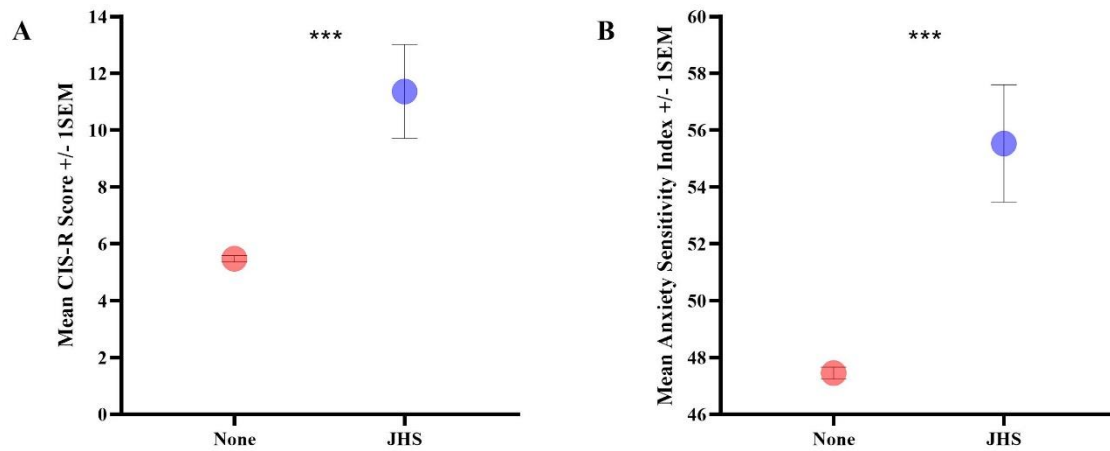 A
Mean CIS-R Score +/- 1SEM
14
12
10
8
6
4
2
0
***
None
JHS
B
Mean Anxiety Sensitivity Index +/- 1SEM
60
58
56
54
52
50
48
46
***
None
JHS